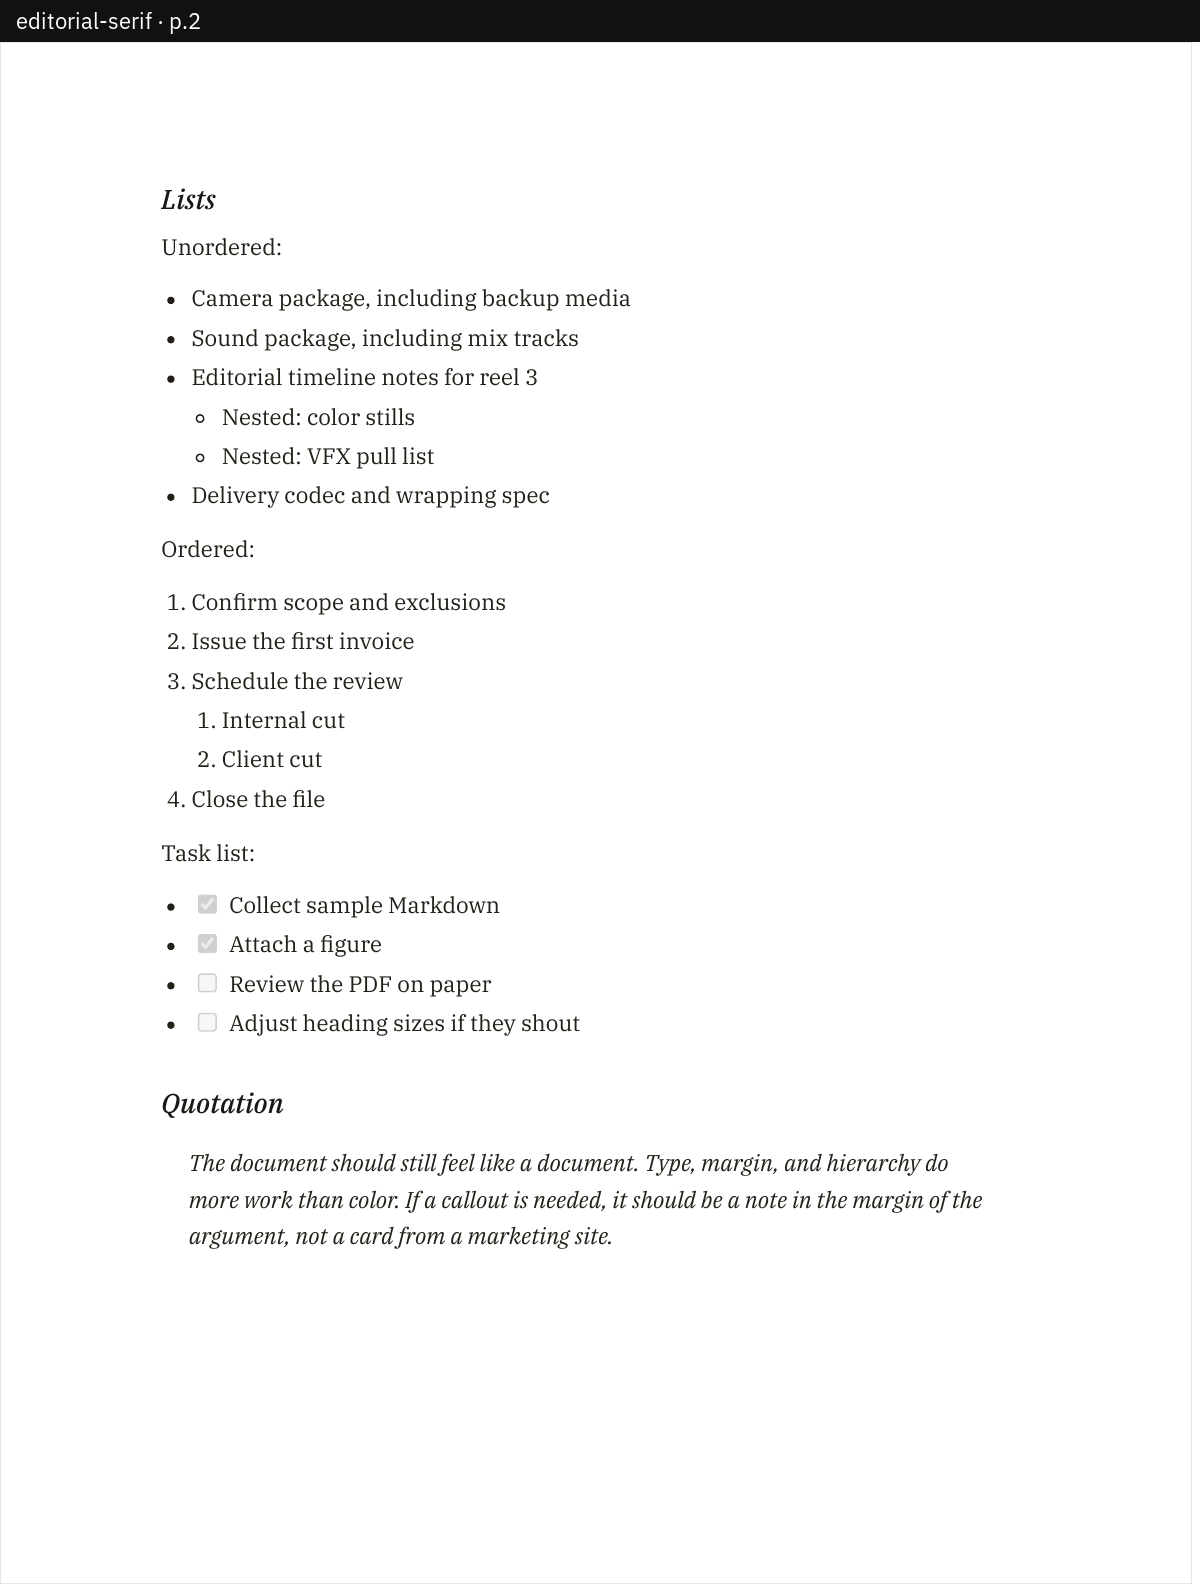 editorial-serif · p.2
Lists
Unordered:
• Camera package, including backup media
• Sound package, including mix tracks
• Editorial timeline notes for reel 3
◦ Nested: color stills
◦ Nested: VFX pull list
• Delivery codec and wrapping spec
Ordered:
1. Confirm scope and exclusions
2. Issue the first invoice
3. Schedule the review
1. Internal cut
2. Client cut
4. Close the file
Task list:
• ☑ Collect sample Markdown
• ☑ Attach a figure
• ☐ Review the PDF on paper
• ☐ Adjust heading sizes if they shout
Quotation
The document should still feel like a document. Type, margin, and hierarchy do
more work than color. If a callout is needed, it should be a note in the margin of the
argument, not a card from a marketing site.